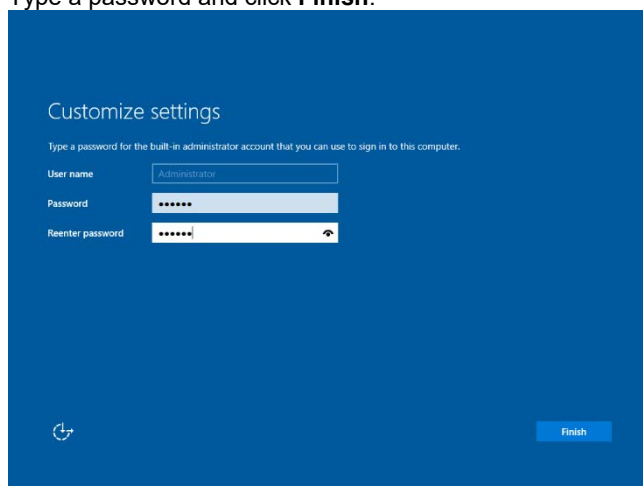 Type a password and click Finish.
Customize settings
Type a password for the built-in administrator account that you can use to sign in to this computer.
User name
Administrator
Password
••••••
Reenter password
••••••
Finish